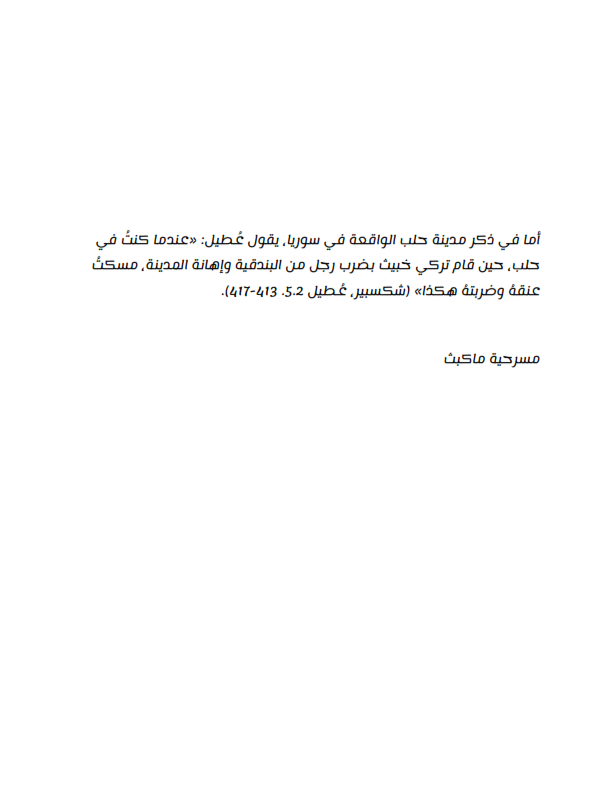 أما في ذكر مدينة حلب الواقعة في سوريا، يقول عُطيل: «عندما كنتُ في
حلب، حين قام تركي خبيث بضرب رجل من البندقية وإهانة المدينة، مسكتُ
عنقهُ وضربتهُ هكذا» (شكسبير، عُطيل 5.2. 413-417).
مسرحية ماكبث